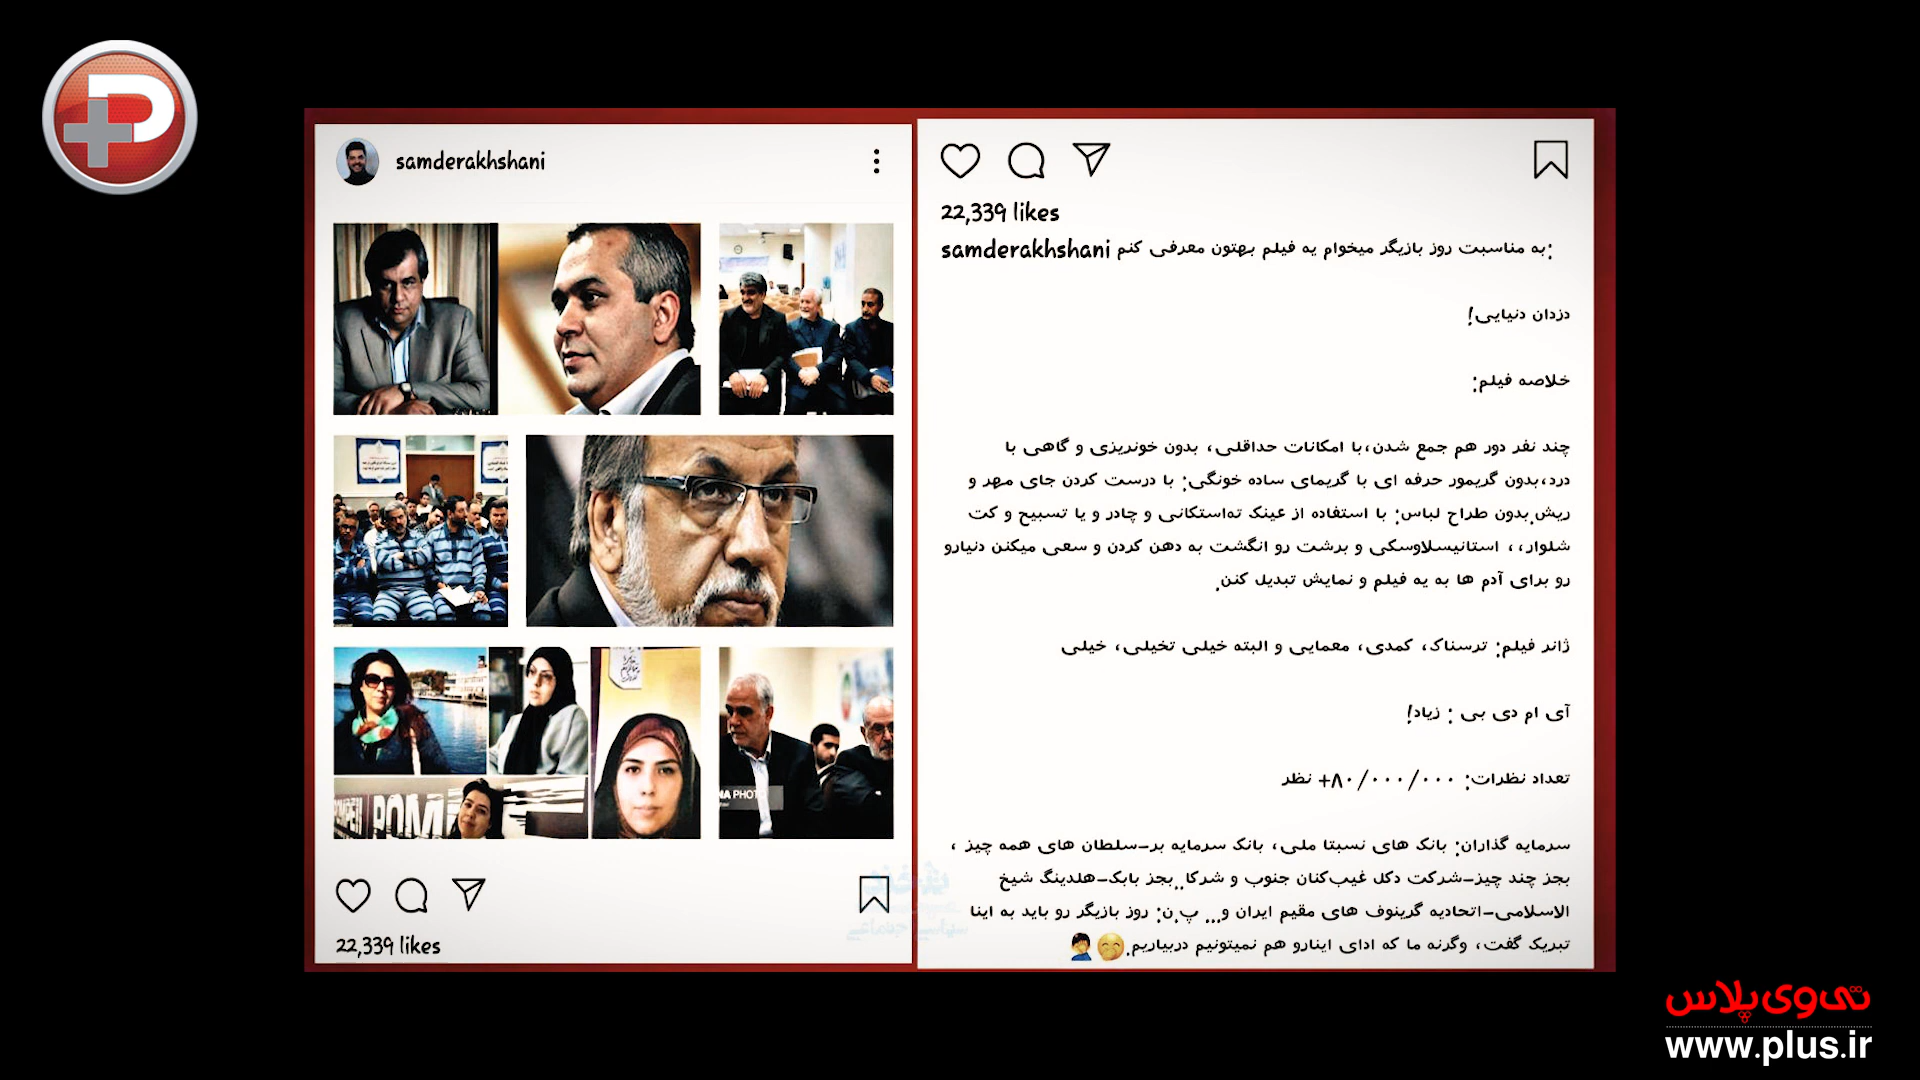 samderakhshani
22,339 likes
22,339 likes
samderakhshani به مناسبت روز بازیگر میخوام یه فیلم بهتون معرفی کنم:
دزدان دنیایی!
خلاصه فیلم:
چند نفر دور هم جمع شدن،با امکانات حداقلی، بدون خونریزی و گاهی با
درد،بدون گریمور حرفه ای با گریمای ساده خونگی: با درست کردن جای مهر و
ریش.بدون طراح لباس: با استفاده از عینک ته‌استکانی و چادر و یا تسبیح و کت
شلوار،، استانیسلاوسکی و برشت رو انگشت به دهن کردن و سعی میکنن دنیارو
رو برای آدم ها به یه فیلم و نمایش تبدیل کنن.
ژانر فیلم: ترسناک، کمدی، معمایی و البته خیلی تخیلی، خیلی
آی ام دی بی : زیاد!
تعداد نظرات: ۸۰/۰۰۰/۰۰۰+ نظر
سرمایه گذاران: بانک های نسبتا ملی، بانک سرمایه بر-سلطان های همه چیز ،
بجز چند چیز-شرکت دکل غیب‌کنان جنوب و شرکا..بجز بابک-هلدینگ شیخ
الاسلامی-اتحادیه گرینوف های مقیم ایران و... پ.ن: روز بازیگر رو باید به اینا
تبریک گفت، وگرنه ما که ادای اینارو هم نمیتونیم دربیاریم.🤭🤦‍♂️
NA PHOTO
POM
تی‌وی‌پلاس
www.plus.ir